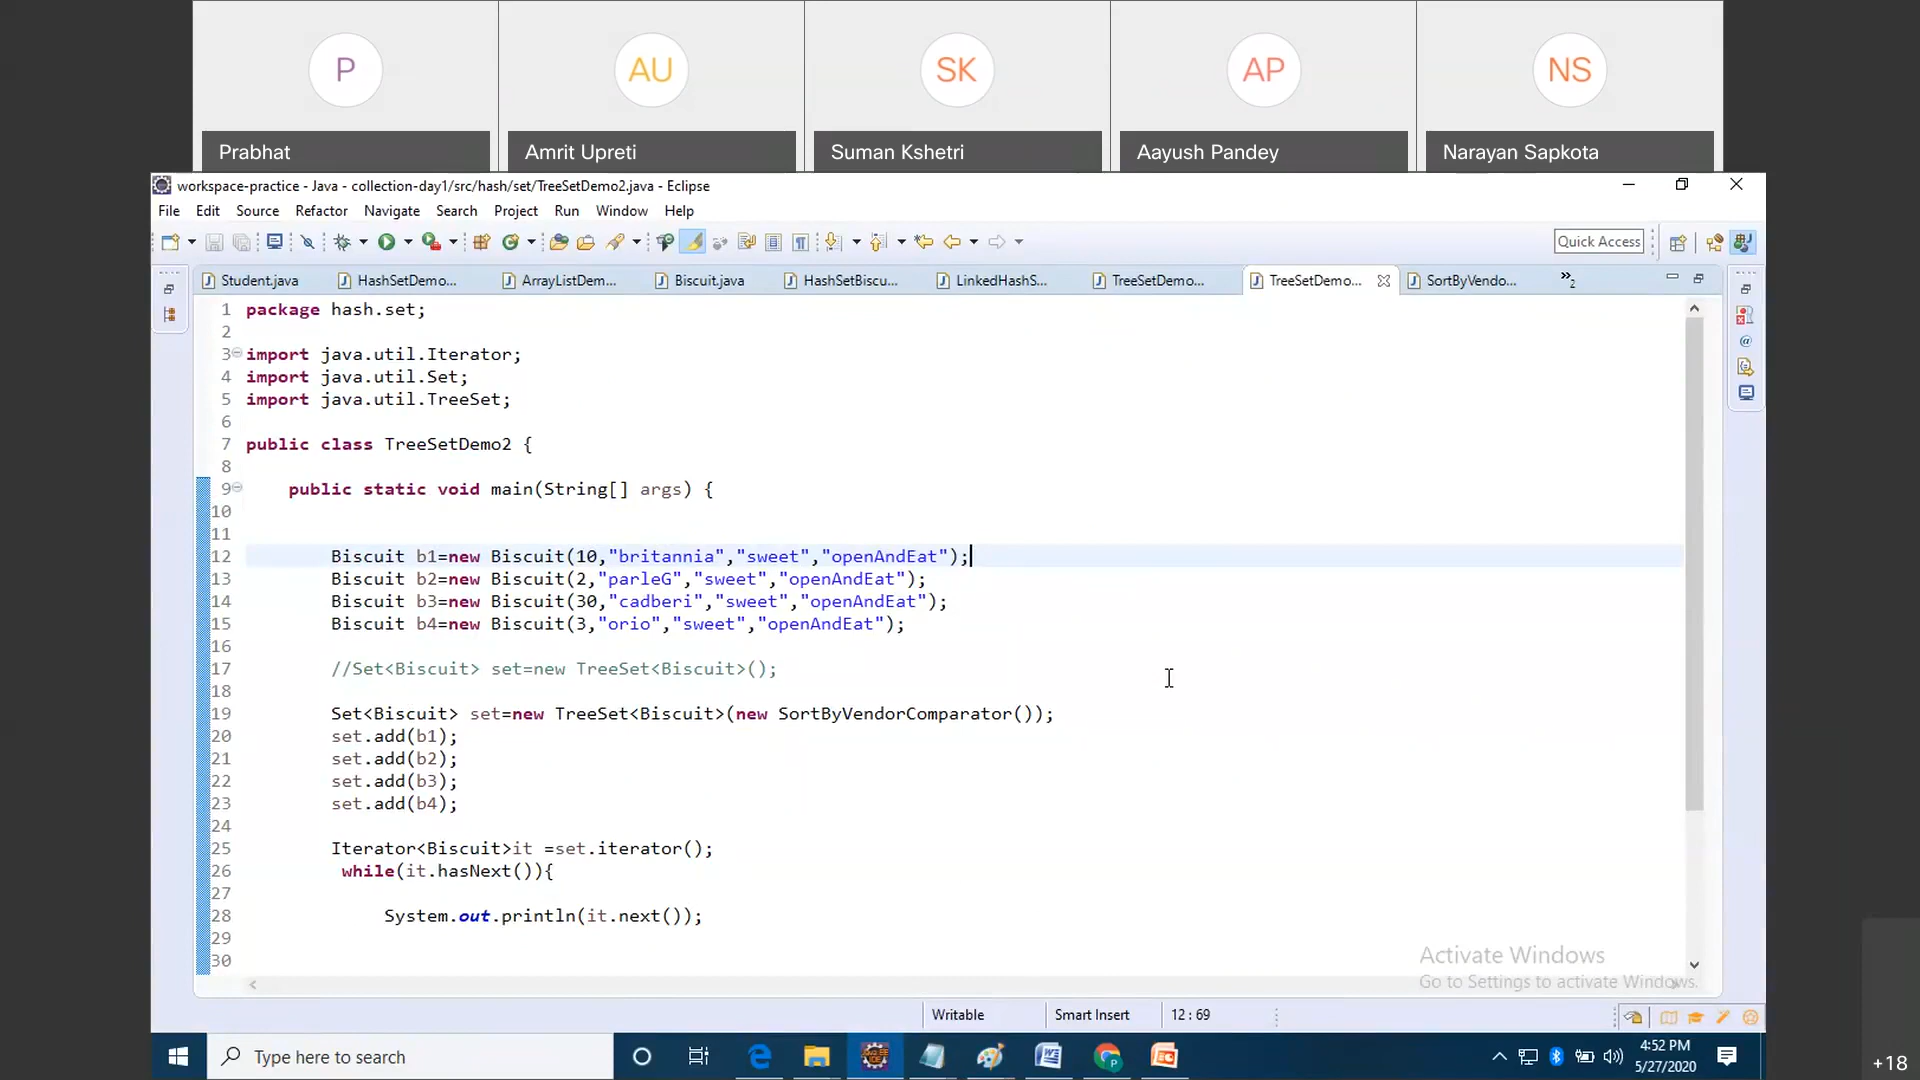 P
AU
SK
AP
NS
Prabhat
Amrit Upreti
Suman Kshetri
Aayush Pandey
Narayan Sapkota
workspace-practice - Java - collection-day1/src/hash/set/TreeSetDemo2.java - Eclipse
File Edit Source Refactor Navigate Search Project Run Window Help
Quick Access
Student.java HashSetDemo... ArrayListDem... Biscuit.java HashSetBiscu... LinkedHashS... TreeSetDemo... TreeSetDemo... SortByVendo... »2
1 package hash.set;
2
3 import java.util.Iterator;
4 import java.util.Set;
5 import java.util.TreeSet;
6
7 public class TreeSetDemo2 {
8
9 public static void main(String[] args) {
10
11
12 Biscuit b1=new Biscuit(10,"britannia","sweet","openAndEat");
13 Biscuit b2=new Biscuit(2,"parleG","sweet","openAndEat");
14 Biscuit b3=new Biscuit(30,"cadberi","sweet","openAndEat");
15 Biscuit b4=new Biscuit(3,"orio","sweet","openAndEat");
16
17 //Set<Biscuit> set=new TreeSet<Biscuit>();
18
19 Set<Biscuit> set=new TreeSet<Biscuit>(new SortByVendorComparator());
20 set.add(b1);
21 set.add(b2);
22 set.add(b3);
23 set.add(b4);
24
25 Iterator<Biscuit>it =set.iterator();
26 while(it.hasNext()){
27
28 System.out.println(it.next());
29
30
Activate Windows
Go to Settings to activate Windows.
Writable Smart Insert 12 : 69
Type here to search
4:52 PM
5/27/2020
+18